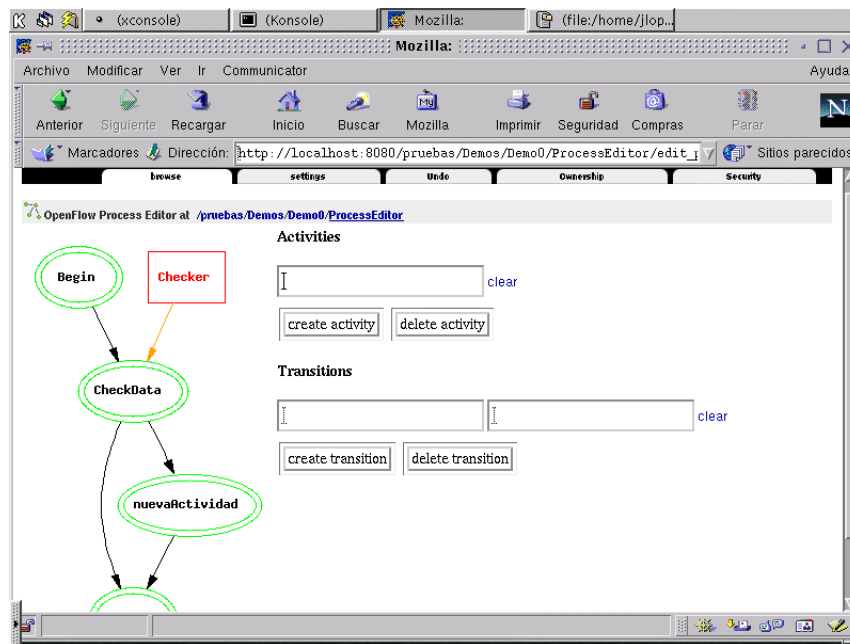 (xconsole) (Konsole) Mozilla: (file:/home/jlop...
Mozilla:
Archivo Modificar Ver Ir Communicator Ayuda
Anterior Siguiente Recargar Inicio Buscar Mozilla Imprimir Seguridad Compras Parar
Marcadores Dirección: http://localhost:8080/pruebas/Demos/Demo0/ProcessEditor/edit_ Sitios parecidos
browse settings Undo Ownership Security
OpenFlow Process Editor at /pruebas/Demos/Demo0/ProcessEditor
Activities
Begin Checker
clear
create activity delete activity
Transitions
CheckData
clear
create transition delete transition
nuevaActividad